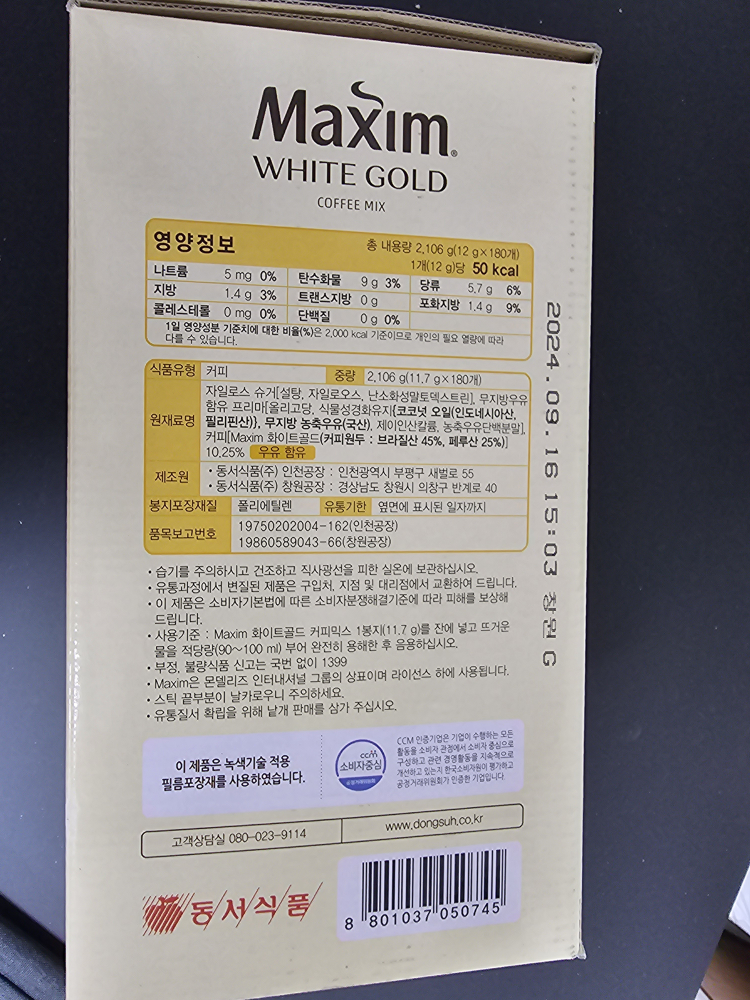 Maxim
WHITE GOLD
COFFEE MIX
영양정보
총 내용량 2,106 g(12 g×180개)
1개(12 g)당 50 kcal
나트륨 5 mg 0% 탄수화물 9 g 3% 당류 5.7 g 6%
지방 1.4 g 3% 트랜스지방 0 g 포화지방 1.4 g 9%
콜레스테롤 0 mg 0% 단백질 0 g 0%
1일 영양성분 기준치에 대한 비율(%)은 2,000 kcal 기준이므로 개인의 필요 열량에 따라
다를 수 있습니다.
식품유형 커피 중량 2,106 g(11.7 g×180개)
원재료명 자일로스 슈거[설탕, 자일로오스, 난소화성말토덱스트린], 무지방우유
함유 프리마[올리고당, 식물성경화유지{코코넛 오일(인도네시아산,
필리핀산)}, 무지방 농축우유(국산), 제이인산칼륨, 농축우유단백분말],
커피[Maxim 화이트골드(커피원두 : 브라질산 45%, 페루산 25%)]
10.25% 우유 함유
제조원 • 동서식품(주) 인천공장 : 인천광역시 부평구 새벌로 55
• 동서식품(주) 창원공장 : 경상남도 창원시 의창구 반계로 40
봉지포장재질 폴리에틸렌 유통기한 옆면에 표시된 일자까지
품목보고번호 19750202004-162(인천공장)
19860589043-66(창원공장)
• 습기를 주의하시고 건조하고 직사광선을 피한 실온에 보관하십시오.
• 유통과정에서 변질된 제품은 구입처, 지점 및 대리점에서 교환하여 드립니다.
• 이 제품은 소비자기본법에 따른 소비자분쟁해결기준에 따라 피해를 보상해
드립니다.
• 사용기준 : Maxim 화이트골드 커피믹스 1봉지(11.7 g)를 잔에 넣고 뜨거운
물을 적당량(90~100 ml) 부어 완전히 용해한 후 음용하십시오.
• 부정, 불량식품 신고는 국번 없이 1399
• Maxim은 몬델리즈 인터내셔널 그룹의 상표이며 라이선스 하에 사용됩니다.
• 스틱 끝부분이 날카로우니 주의하세요.
• 유통질서 확립을 위해 낱개 판매를 삼가 주십시오.
이 제품은 녹색기술 적용
필름포장재를 사용하였습니다.
CCM
소비자중심
CCM 인증기업은 기업이 수행하는 모든
활동을 소비자 관점에서 소비자 중심으로
구성하고 관련 경영활동을 지속적으로
개선하고 있는지 한국소비자원이 평가하고
공정거래위원회가 인증한 기업입니다.
고객상담실 080-023-9114
www.dongsuh.co.kr
동서식품
8 801037 050745
2024.09.16 15:03 창원 G